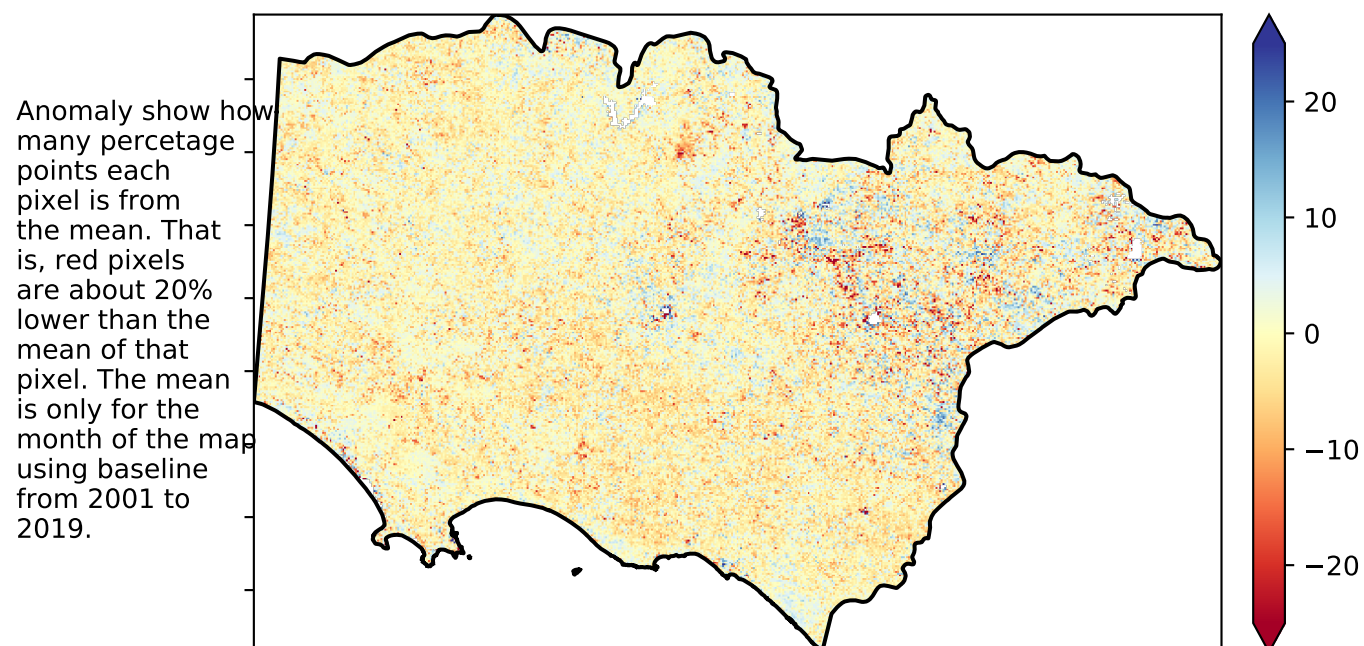 Anomaly show how
many percetage
points each
pixel is from
the mean. That
is, red pixels
are about 20%
lower than the
mean of that
pixel. The mean
is only for the
month of the map
using baseline
from 2001 to
2019.
20
10
0
−10
−20